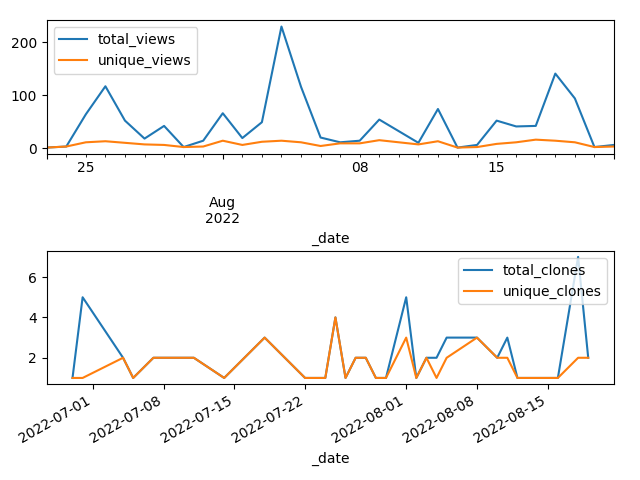 200
100
0
total_views
unique_views
25
Aug
2022
08
15
_date
6
4
2
total_clones
unique_clones
2022-07-01
2022-07-08
2022-07-15
2022-07-22
2022-08-01
2022-08-08
2022-08-15
_date